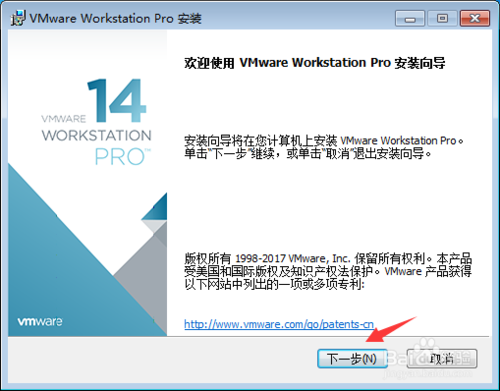 VMware Workstation Pro 安装
VMWARE 14
WORKSTATION
PRO™
vmware
欢迎使用 VMware Workstation Pro 安装向导
安装向导将在您计算机上安装 VMware Workstation Pro。
单击“下一步”继续，或单击“取消”退出安装向导。
版权所有 1998-2017 VMware, Inc. 保留所有权利。本产品
受美国和国际版权及知识产权法保护。VMware 产品获得
以下网站中列出的一项或多项专利:
http://www.vmware.com/go/patents-cn
下一步(N)
取消